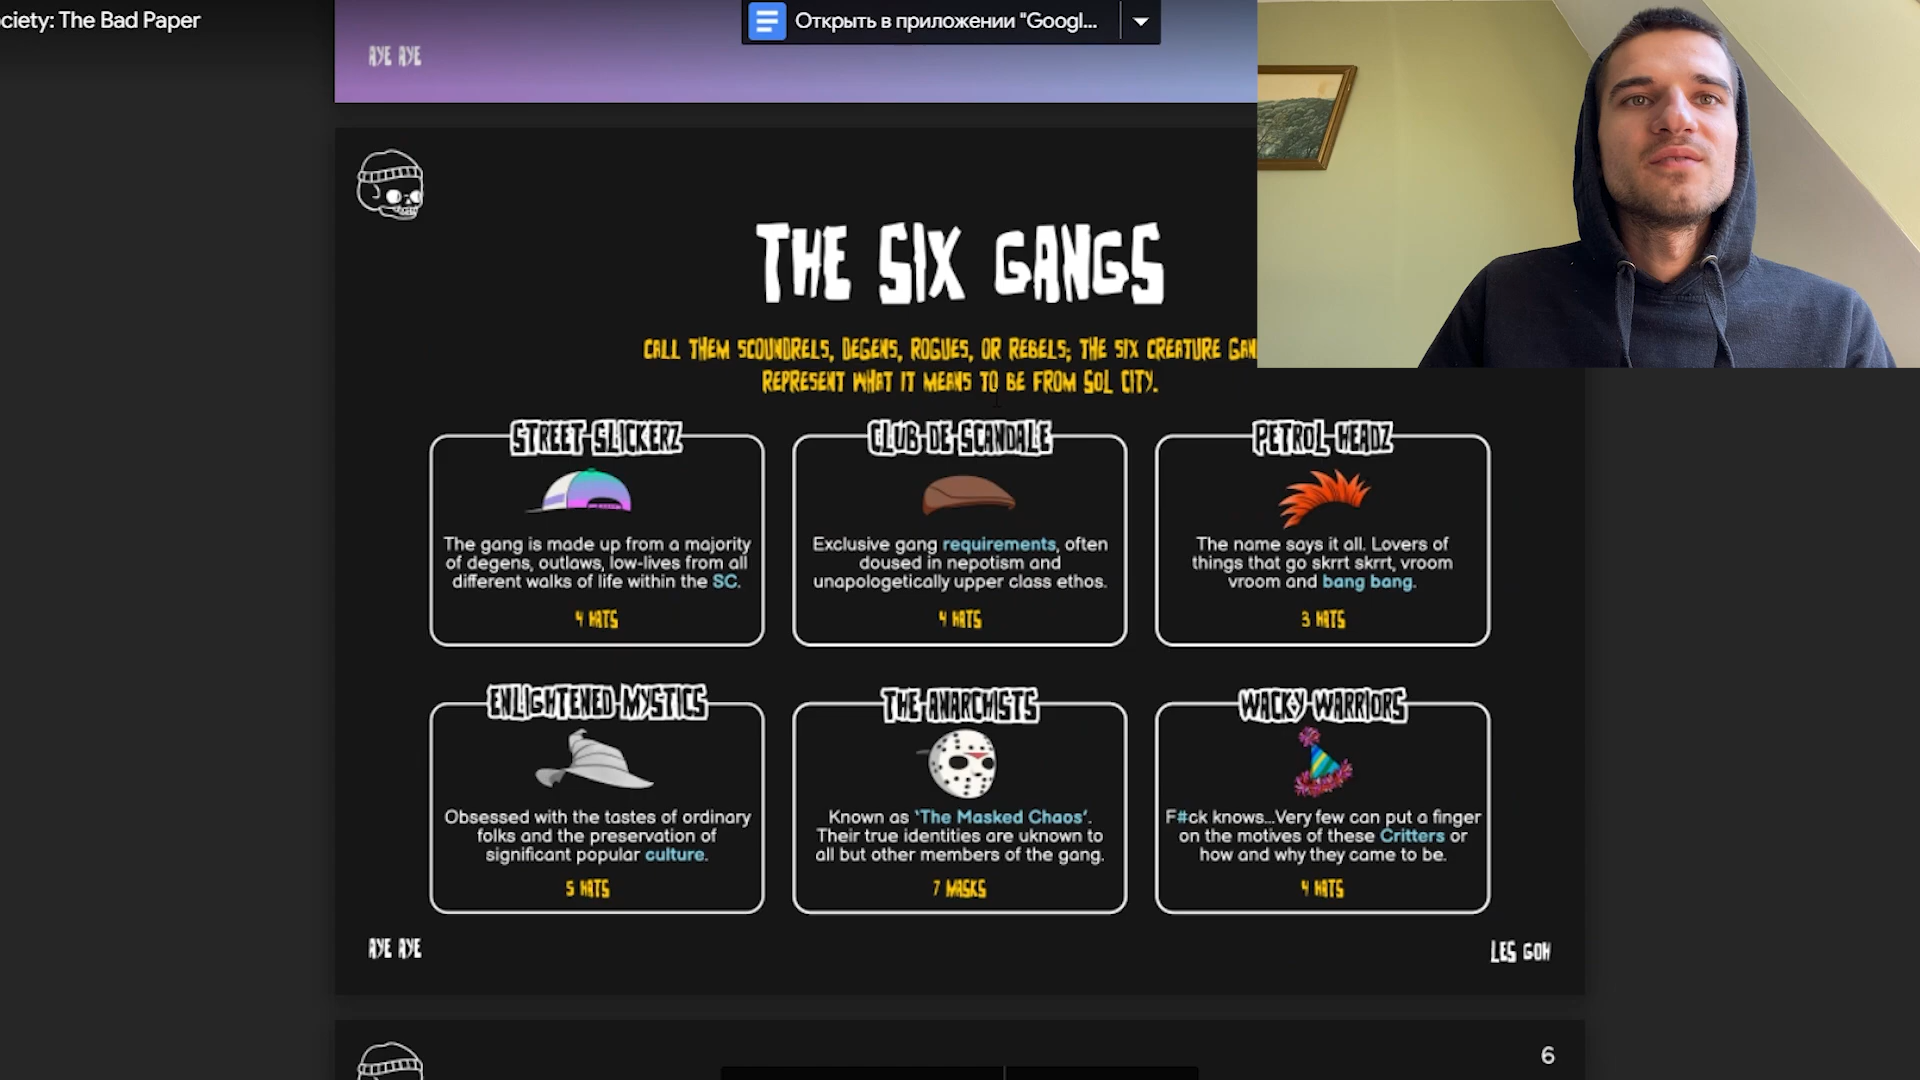 ciety: The Bad Paper
Открыть в приложении "Googl...
AYE AYE
THE SIX GANGS
CALL THEM SCOUNDRELS, DEGENS, ROGUES, OR REBELS; THE SIX CREATURE GAN
REPRESENT WHAT IT MEANS TO BE FROM SOL CITY.
STREET SLICKERZ
The gang is made up from a majority
of degens, outlaws, low-lives from all
different walks of life within the SC.
4 HATS
CLUB DE SCANDALE
Exclusive gang requirements, often
doused in nepotism and
unapologetically upper class ethos.
4 HATS
PETROL HEADZ
The name says it all. Lovers of
things that go skrrt skrrt, vroom
vroom and bang bang.
3 HATS
ENLIGHTENED MYSTICS
Obsessed with the tastes of ordinary
folks and the preservation of
significant popular culture.
5 HATS
THE ANARCHISTS
Known as 'The Masked Chaos'.
Their true identities are uknown to
all but other members of the gang.
7 MASKS
WACKY WARRIORS
F#ck knows...Very few can put a finger
on the motives of these Critters or
how and why they came to be.
4 HATS
AYE AYE
LES GOH
6